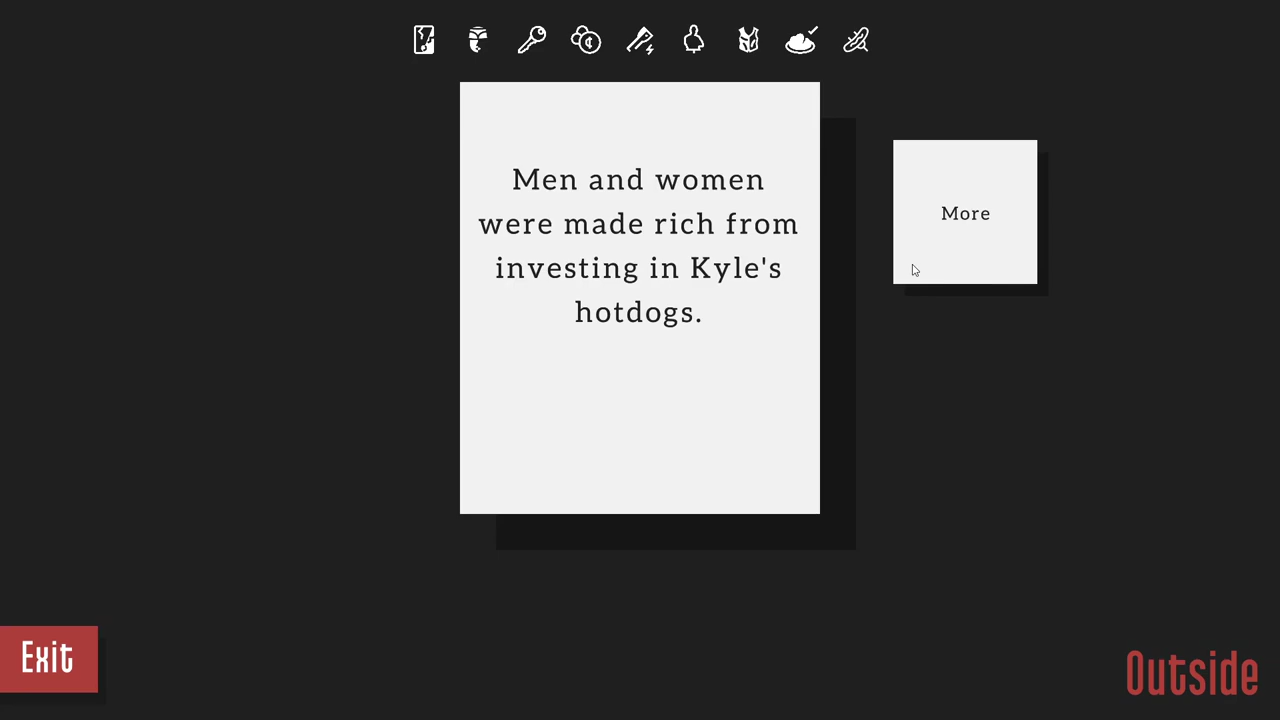 Men and women
were made rich from
investing in Kyle's
hotdogs.
More
Exit
Outside